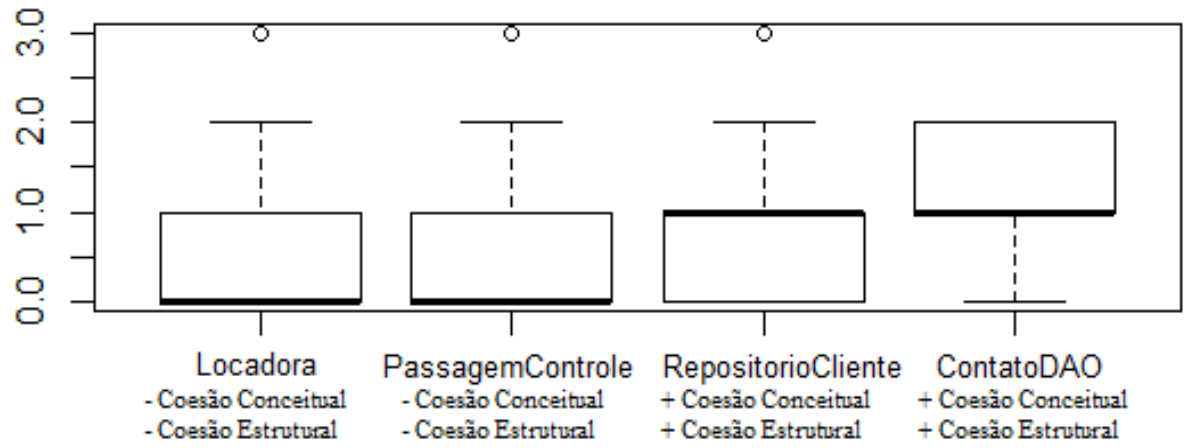 3.0
2.0
1.0
0.0
Locadora PassagemControle RepositorioCliente ContatoDAO
- Coesão Conceitual - Coesão Conceitual + Coesão Conceitual + Coesão Conceitual
- Coesão Estrutural - Coesão Estrutural + Coesão Estrutural + Coesão Estrutural